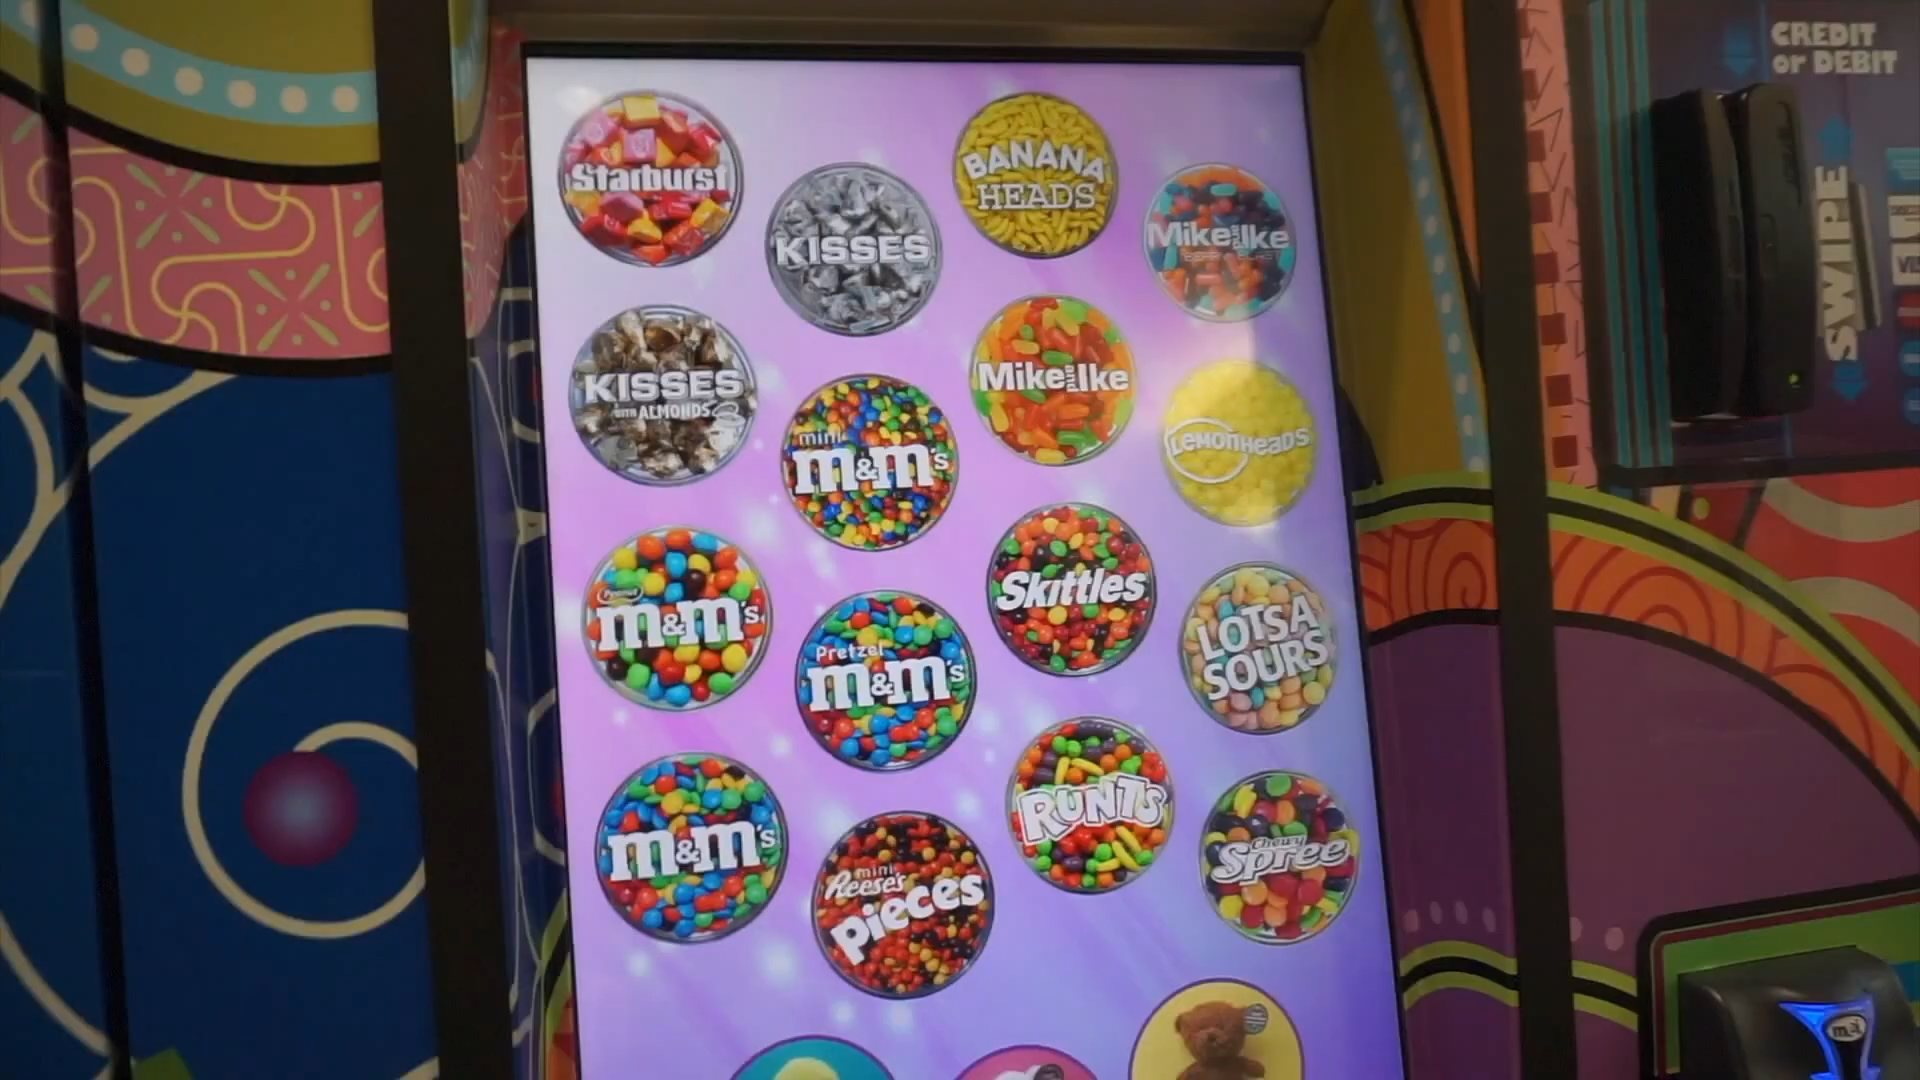 CREDIT
or DEBIT
SWIPE
Starburst
KISSES
BANANA
HEADS
Mike and Ike
KISSES
WITH ALMONDS
mini
m&m's
Mike and Ike
LEMONHEADS
Peanut
m&m's
Pretzel
m&m's
Skittles
LOTSA
SOURS
m&m's
mini
Reese's
pieces
RUNTS
Chewy
Spree
mei